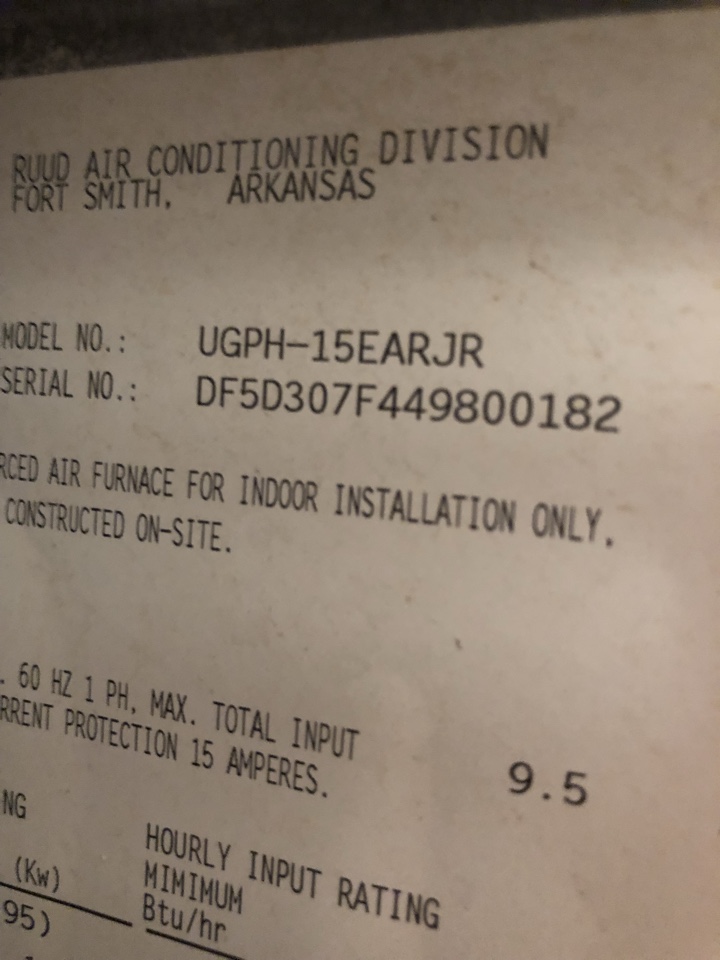 RUUD AIR CONDITIONING DIVISION
FORT SMITH, ARKANSAS
MODEL NO.: UGPH-15EARJR
SERIAL NO.: DF5D307F449800182
RCED AIR FURNACE FOR INDOOR INSTALLATION ONLY.
CONSTRUCTED ON-SITE.
. 60 HZ 1 PH, MAX. TOTAL INPUT 9.5
RRENT PROTECTION 15 AMPERES.
NG HOURLY INPUT RATING
(Kw) MIMIMUM
95) Btu/hr